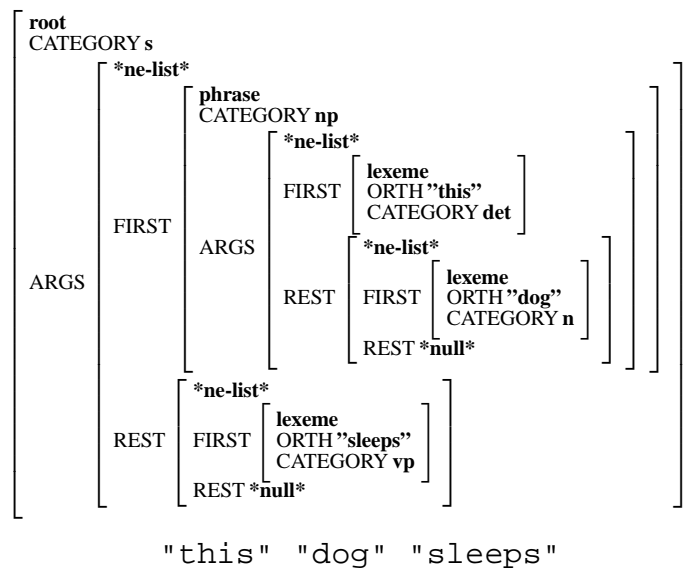 root
CATEGORY s
*ne-list*
phrase
CATEGORY np
*ne-list*
lexeme
FIRST ORTH ”this”
CATEGORY det
FIRST
ARGS
*ne-list*
lexeme
ARGS
REST FIRST ORTH ”dog”
CATEGORY n
REST *null*
*ne-list*
lexeme
REST FIRST ORTH ”sleeps”
CATEGORY vp
REST *null*
"this" "dog" "sleeps"